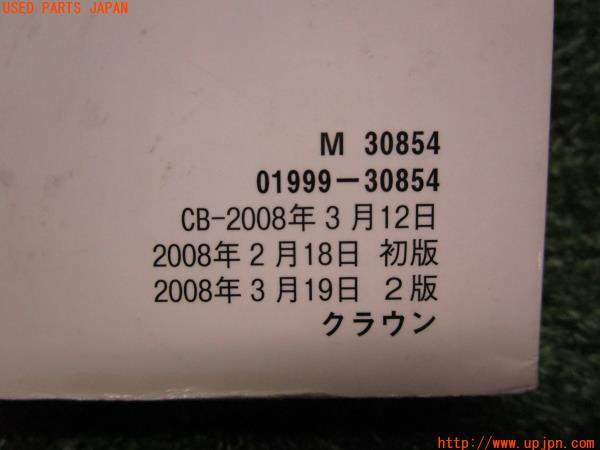 USED PARTS JAPAN
M 30854
01999-30854
CB-2008年3月12日
2008年2月18日 初版
2008年3月19日 2版
クラウン
http://www.upjpn.com/